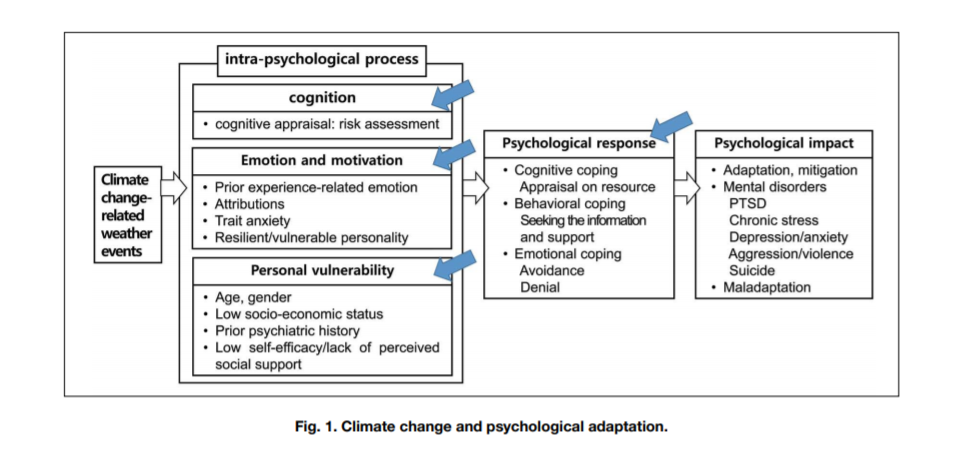 intra-psychological process
cognition
• cognitive appraisal: risk assessment
Emotion and motivation
• Prior experience-related emotion
• Attributions
• Trait anxiety
• Resilient/vulnerable personality
Personal vulnerability
• Age, gender
• Low socio-economic status
• Prior psychiatric history
• Low self-efficacy/lack of perceived
social support
Climate
change-
related
weather
events
Psychological response
• Cognitive coping
Appraisal on resource
• Behavioral coping
Seeking the information
and support
• Emotional coping
Avoidance
Denial
Psychological impact
• Adaptation, mitigation
• Mental disorders
PTSD
Chronic stress
Depression/anxiety
Aggression/violence
Suicide
• Maladaptation
Fig. 1. Climate change and psychological adaptation.